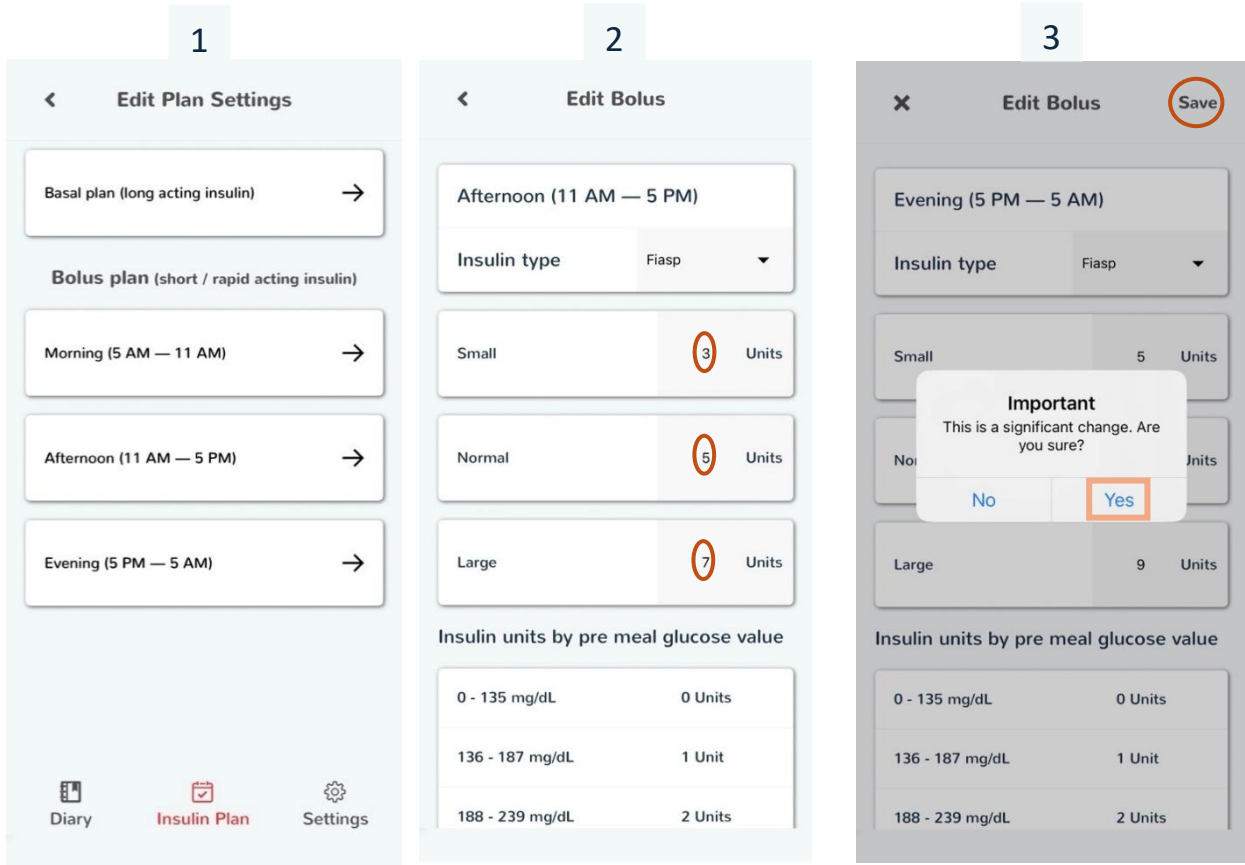 1
Edit Plan Settings
Basal plan (long acting insulin)
Bolus plan (short / rapid acting insulin)
Morning (5 AM — 11 AM)
Afternoon (11 AM — 5 PM)
Evening (5 PM — 5 AM)
Diary
Insulin Plan
Settings
2
Edit Bolus
Afternoon (11 AM — 5 PM)
Insulin type Fiasp
Small 3 Units
Normal 5 Units
Large 7 Units
Insulin units by pre meal glucose value
0 - 135 mg/dL 0 Units
136 - 187 mg/dL 1 Unit
188 - 239 mg/dL 2 Units
3
Edit Bolus Save
Evening (5 PM — 5 AM)
Insulin type Fiasp
Small 5 Units
Important
This is a significant change. Are
you sure?
No Yes
Large 9 Units
Insulin units by pre meal glucose value
0 - 135 mg/dL 0 Units
136 - 187 mg/dL 1 Unit
188 - 239 mg/dL 2 Units